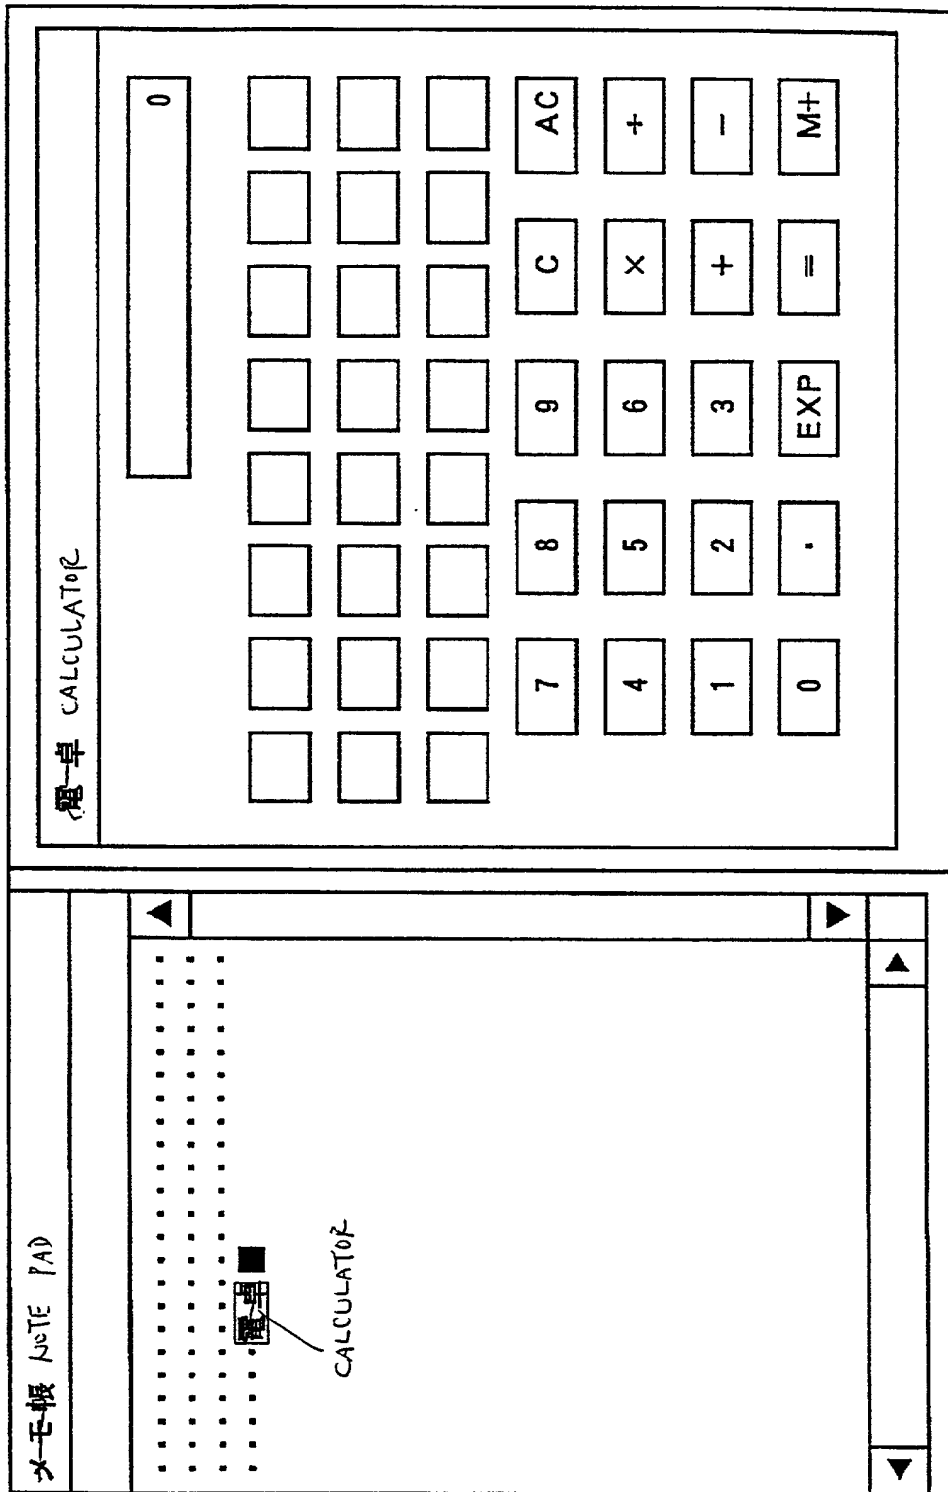 メモ帳 NOTE PAD
電卓
CALCULATOR
電卓 CALCULATOR
0
7 8 9 C AC
4 5 6 × ÷
1 2 3 + −
0 . EXP = M+